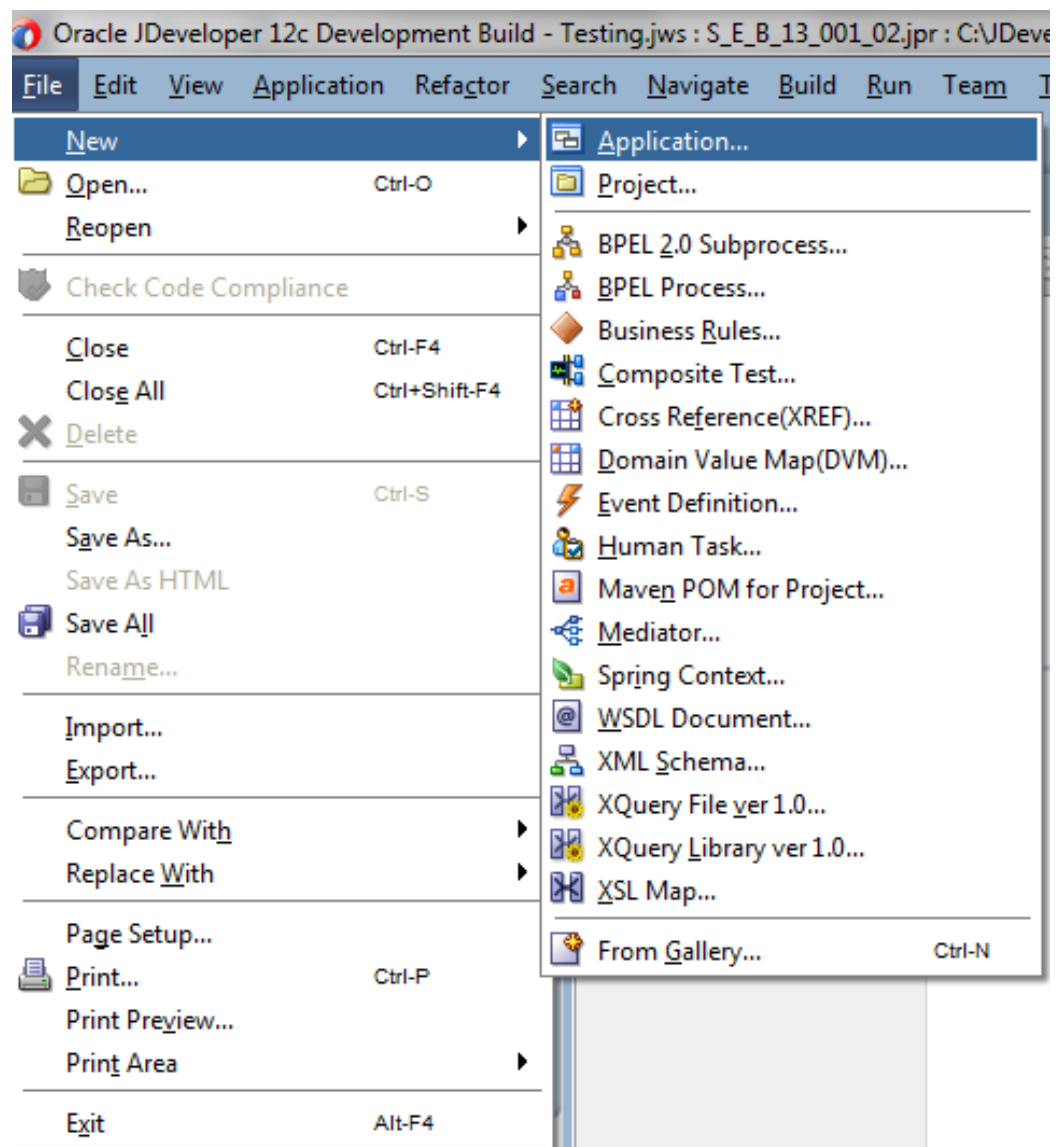 Oracle JDeveloper 12c Development Build - Testing.jws : S_E_B_13_001_02.jpr : C:\JDeve
File Edit View Application Refactor Search Navigate Build Run Team T
New
Open... Ctrl-O
Reopen
Check Code Compliance
Close Ctrl-F4
Close All Ctrl+Shift-F4
Delete
Save Ctrl-S
Save As...
Save As HTML
Save All
Rename...
Import...
Export...
Compare With
Replace With
Page Setup...
Print... Ctrl-P
Print Preview...
Print Area
Exit Alt-F4
Application...
Project...
BPEL 2.0 Subprocess...
BPEL Process...
Business Rules...
Composite Test...
Cross Reference(XREF)...
Domain Value Map(DVM)...
Event Definition...
Human Task...
Maven POM for Project...
Mediator...
Spring Context...
WSDL Document...
XML Schema...
XQuery File ver 1.0...
XQuery Library ver 1.0...
XSL Map...
From Gallery... Ctrl-N